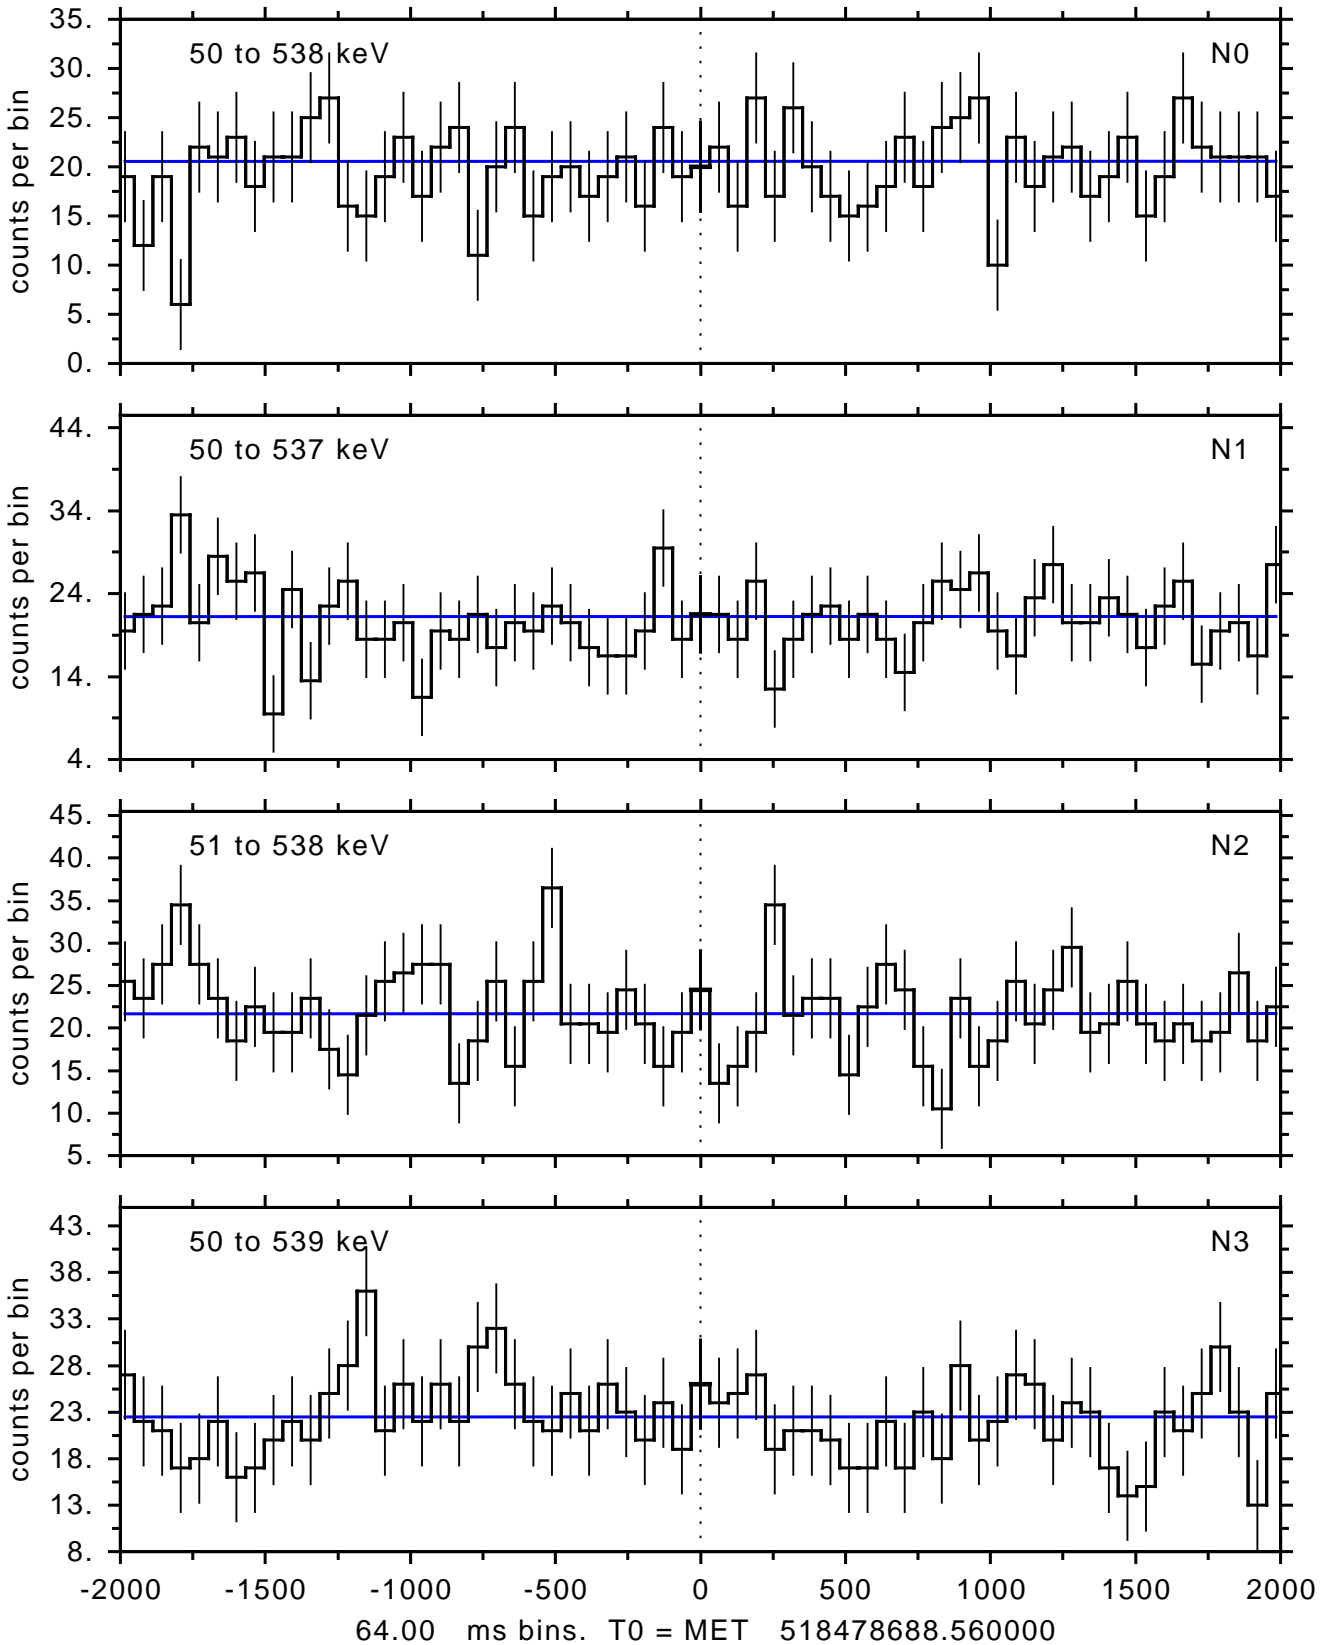 35.
30.
25.
20.
15.
10.
5.
0.
counts per bin
50 to 538 keV
N0
44.
34.
24.
14.
4.
counts per bin
50 to 537 keV
N1
45.
40.
35.
30.
25.
20.
15.
10.
5.
counts per bin
51 to 538 keV
N2
43.
38.
33.
28.
23.
18.
13.
8.
counts per bin
50 to 539 keV
N3
-2000 -1500 -1000 -500 0 500 1000 1500 2000
64.00 ms bins. T0 = MET 518478688.560000